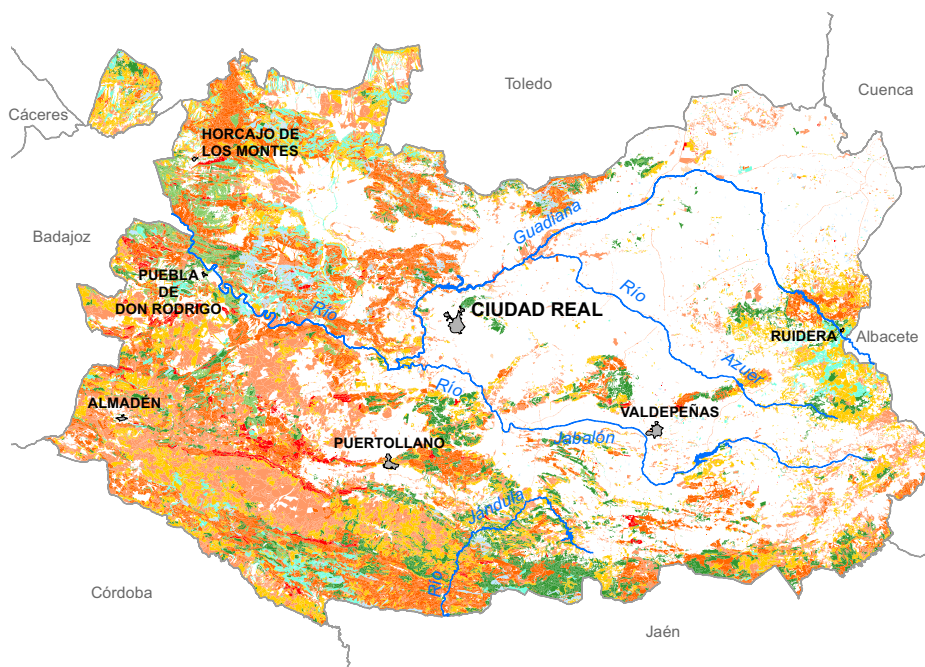 Toledo
Cuenca
Cáceres
HORCAJO DE
LOS MONTES
Guadiana
Badajoz
PUEBLA
DE
DON RODRIGO
Río
CIUDAD REAL
Río
RUIDERA
Albacete
Azuer
Río
ALMADÉN
VALDEPEÑAS
PUERTOLLANO
Jabalón
Jándula
Río
Córdoba
Jaén